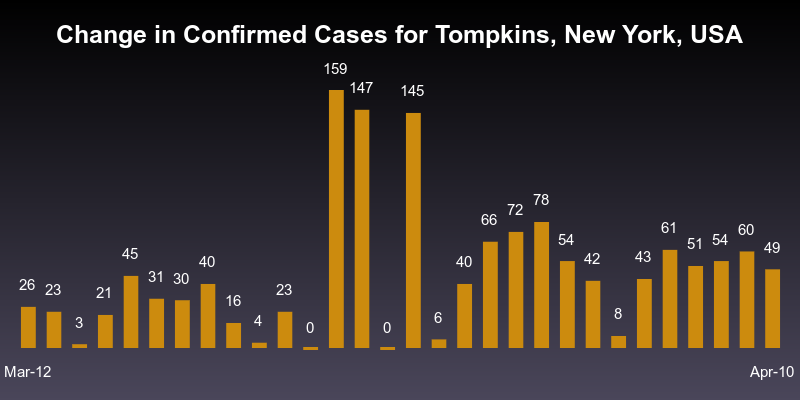 Change in Confirmed Cases for Tompkins, New York, USA
26 23 3 21 45 31 30 40 16 4 23 0 159 147 0 145 6 40 66 72 78 54 42 8 43 61 51 54 60 49
Mar-12 Apr-10